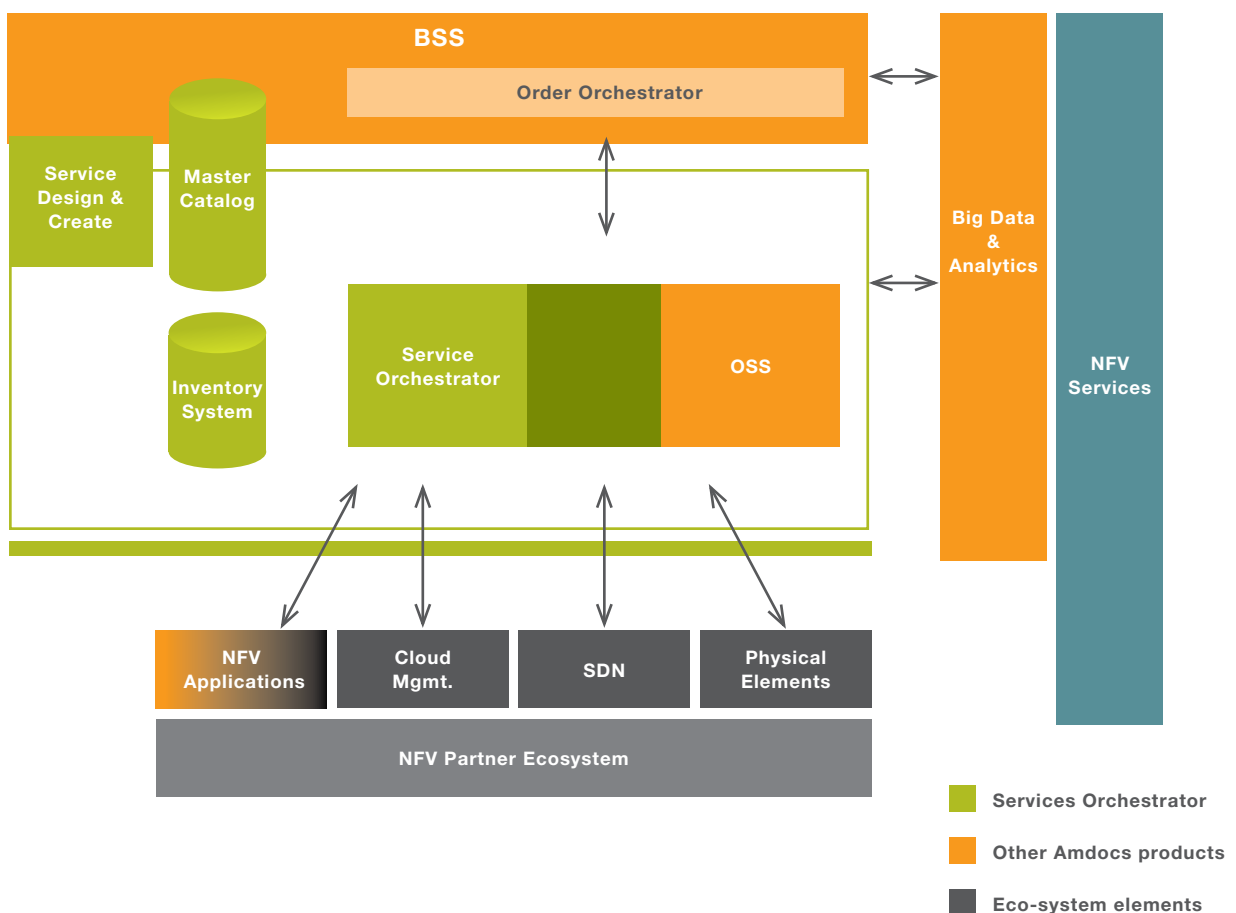 BSS
Order Orchestrator
Service
Design &
Create
Master
Catalog
Inventory
System
Service
Orchestrator
OSS
Big Data
&
Analytics
NFV
Services
NFV
Applications
Cloud
Mgmt.
SDN
Physical
Elements
NFV Partner Ecosystem
Services Orchestrator
Other Amdocs products
Eco-system elements